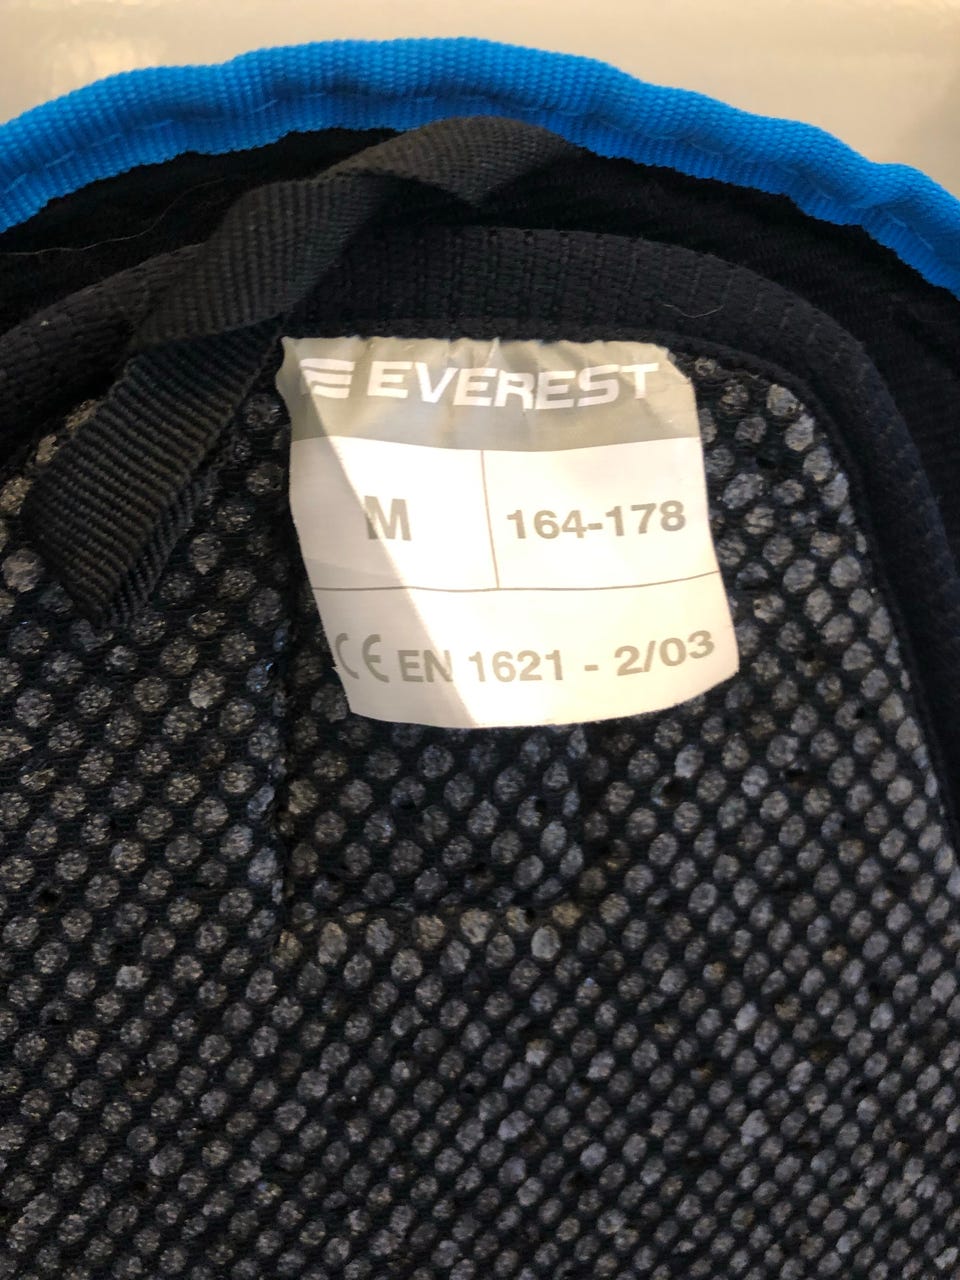 EVEREST
M 164-178
CE EN 1621 - 2/03